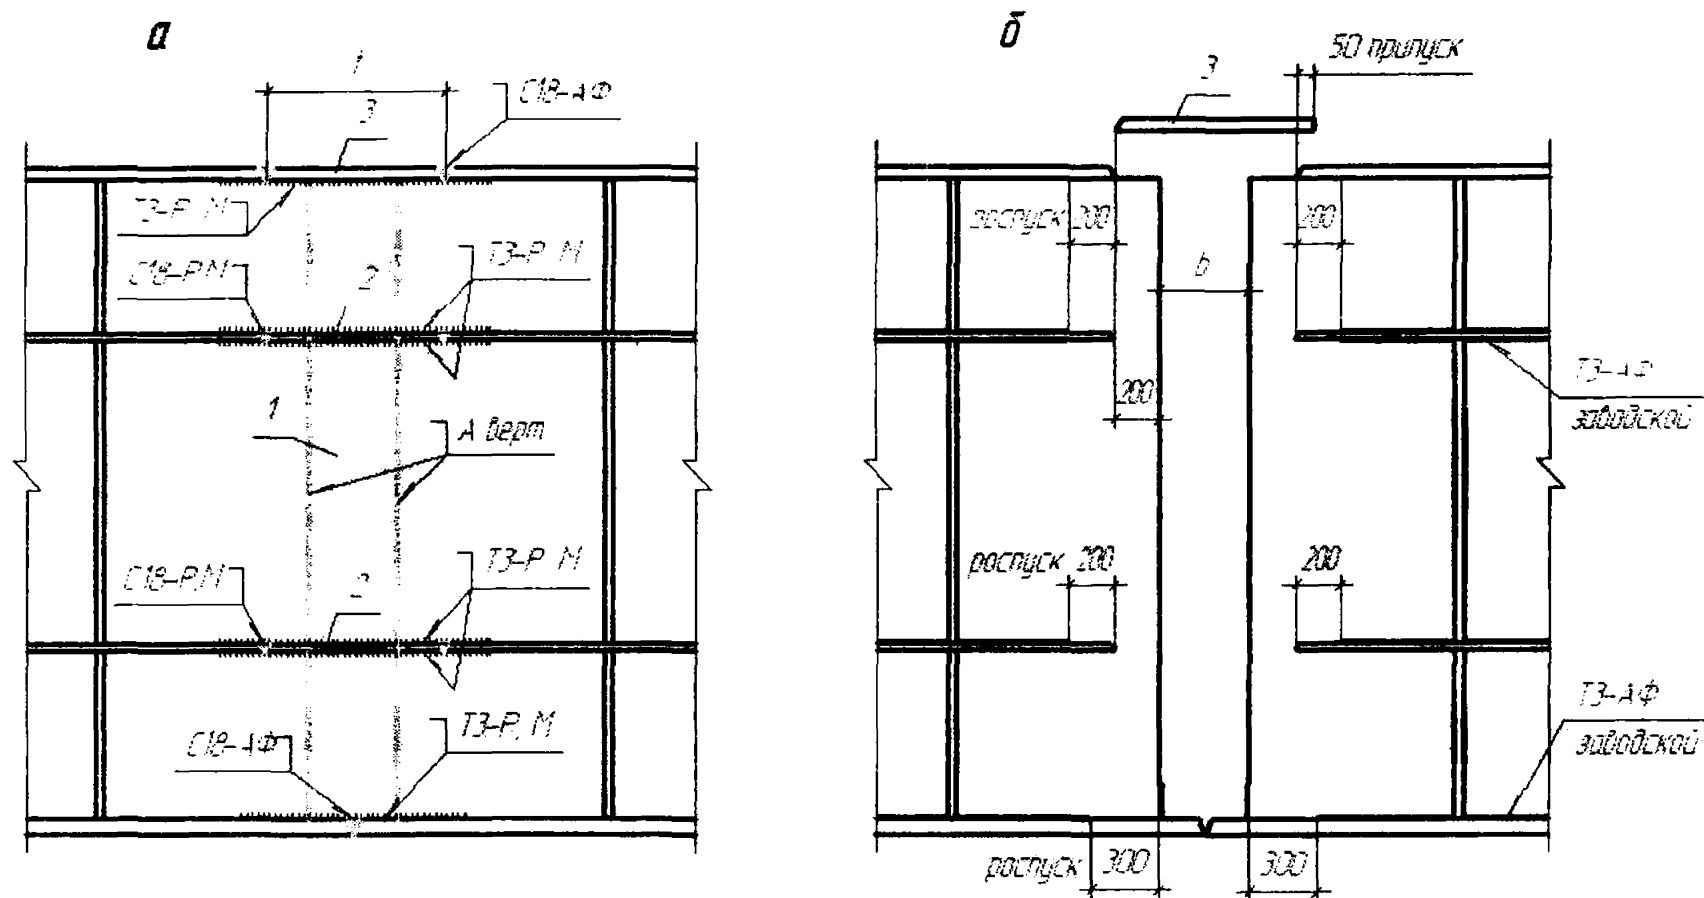 а
1
С18-АФ
3
Т3-Р, М
С18-Р,М
2
Т3-Р, М
1
А верт
С18-Р,М
2
Т3-Р, М
С18-АФ
Т3-Р, М
б
3
50 припуск
роспуск 200
200
b
200
Т3-АФ
заводской
роспуск 200
200
Т3-АФ
заводской
роспуск 300
300